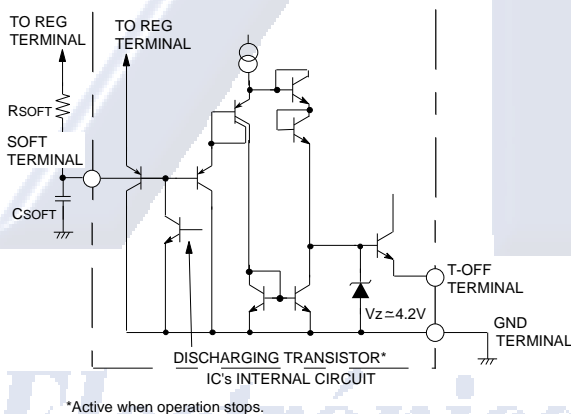 TO REG
TERMINAL
TO REG
TERMINAL
RSOFT
SOFT
TERMINAL
CSOFT
T-OFF
TERMINAL
VZ≃4.2V
GND
TERMINAL
DISCHARGING TRANSISTOR*
IC's INTERNAL CIRCUIT
*Active when operation stops.